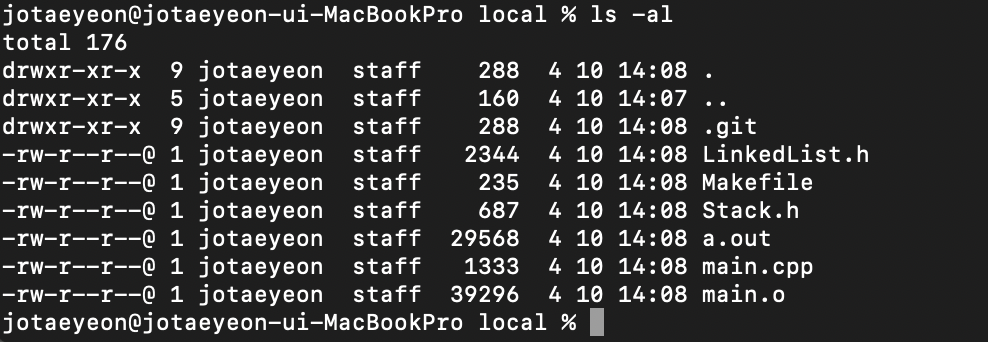 jotaeyeon@jotaeyeon-ui-MacBookPro local % ls -al
total 176
drwxr-xr-x  9 jotaeyeon  staff    288  4 10 14:08 .
drwxr-xr-x  5 jotaeyeon  staff    160  4 10 14:07 ..
drwxr-xr-x  9 jotaeyeon  staff    288  4 10 14:08 .git
-rw-r--r--@ 1 jotaeyeon  staff   2344  4 10 14:08 LinkedList.h
-rw-r--r--@ 1 jotaeyeon  staff    235  4 10 14:08 Makefile
-rw-r--r--@ 1 jotaeyeon  staff    687  4 10 14:08 Stack.h
-rw-r--r--@ 1 jotaeyeon  staff  29568  4 10 14:08 a.out
-rw-r--r--@ 1 jotaeyeon  staff   1333  4 10 14:08 main.cpp
-rw-r--r--@ 1 jotaeyeon  staff  39296  4 10 14:08 main.o
jotaeyeon@jotaeyeon-ui-MacBookPro local %